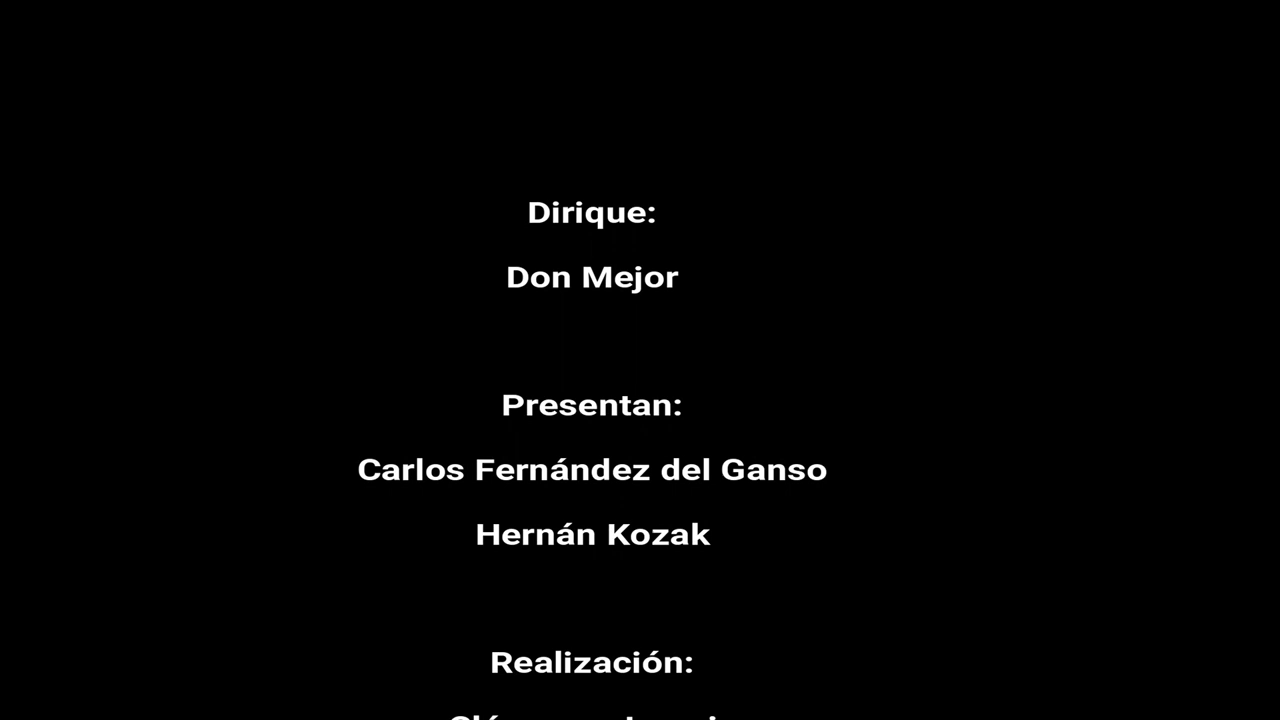 Dirique:
Don Mejor
Presentan:
Carlos Fernández del Ganso
Hernán Kozak
Realización: